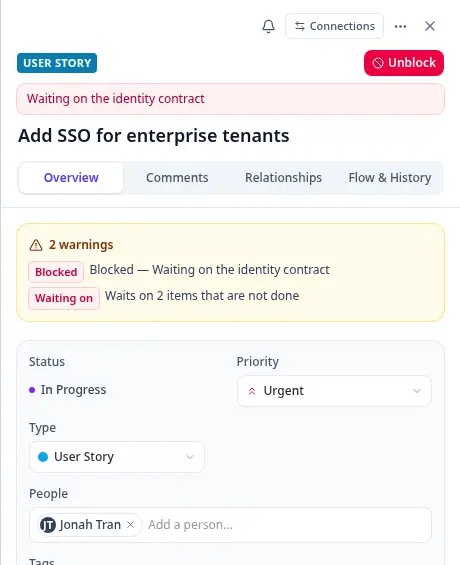 Connections
USER STORY
Unblock
Waiting on the identity contract
Add SSO for enterprise tenants
Overview Comments Relationships Flow & History
2 warnings
Blocked Blocked — Waiting on the identity contract
Waiting on Waits on 2 items that are not done
Status Priority
In Progress Urgent
Type
User Story
People
JT Jonah Tran Add a person...
Tags